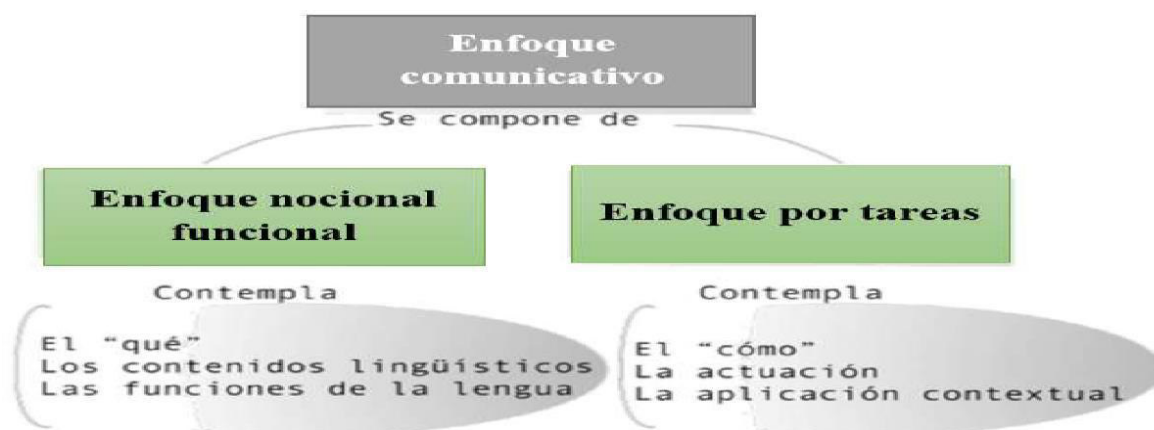 Enfoque
comunicativo
Se compone de
Enfoque nocional
funcional
Enfoque por tareas
Contempla
El “qué”
Los contenidos lingüísticos
Las funciones de la lengua
Contempla
El “cómo”
La actuación
La aplicación contextual